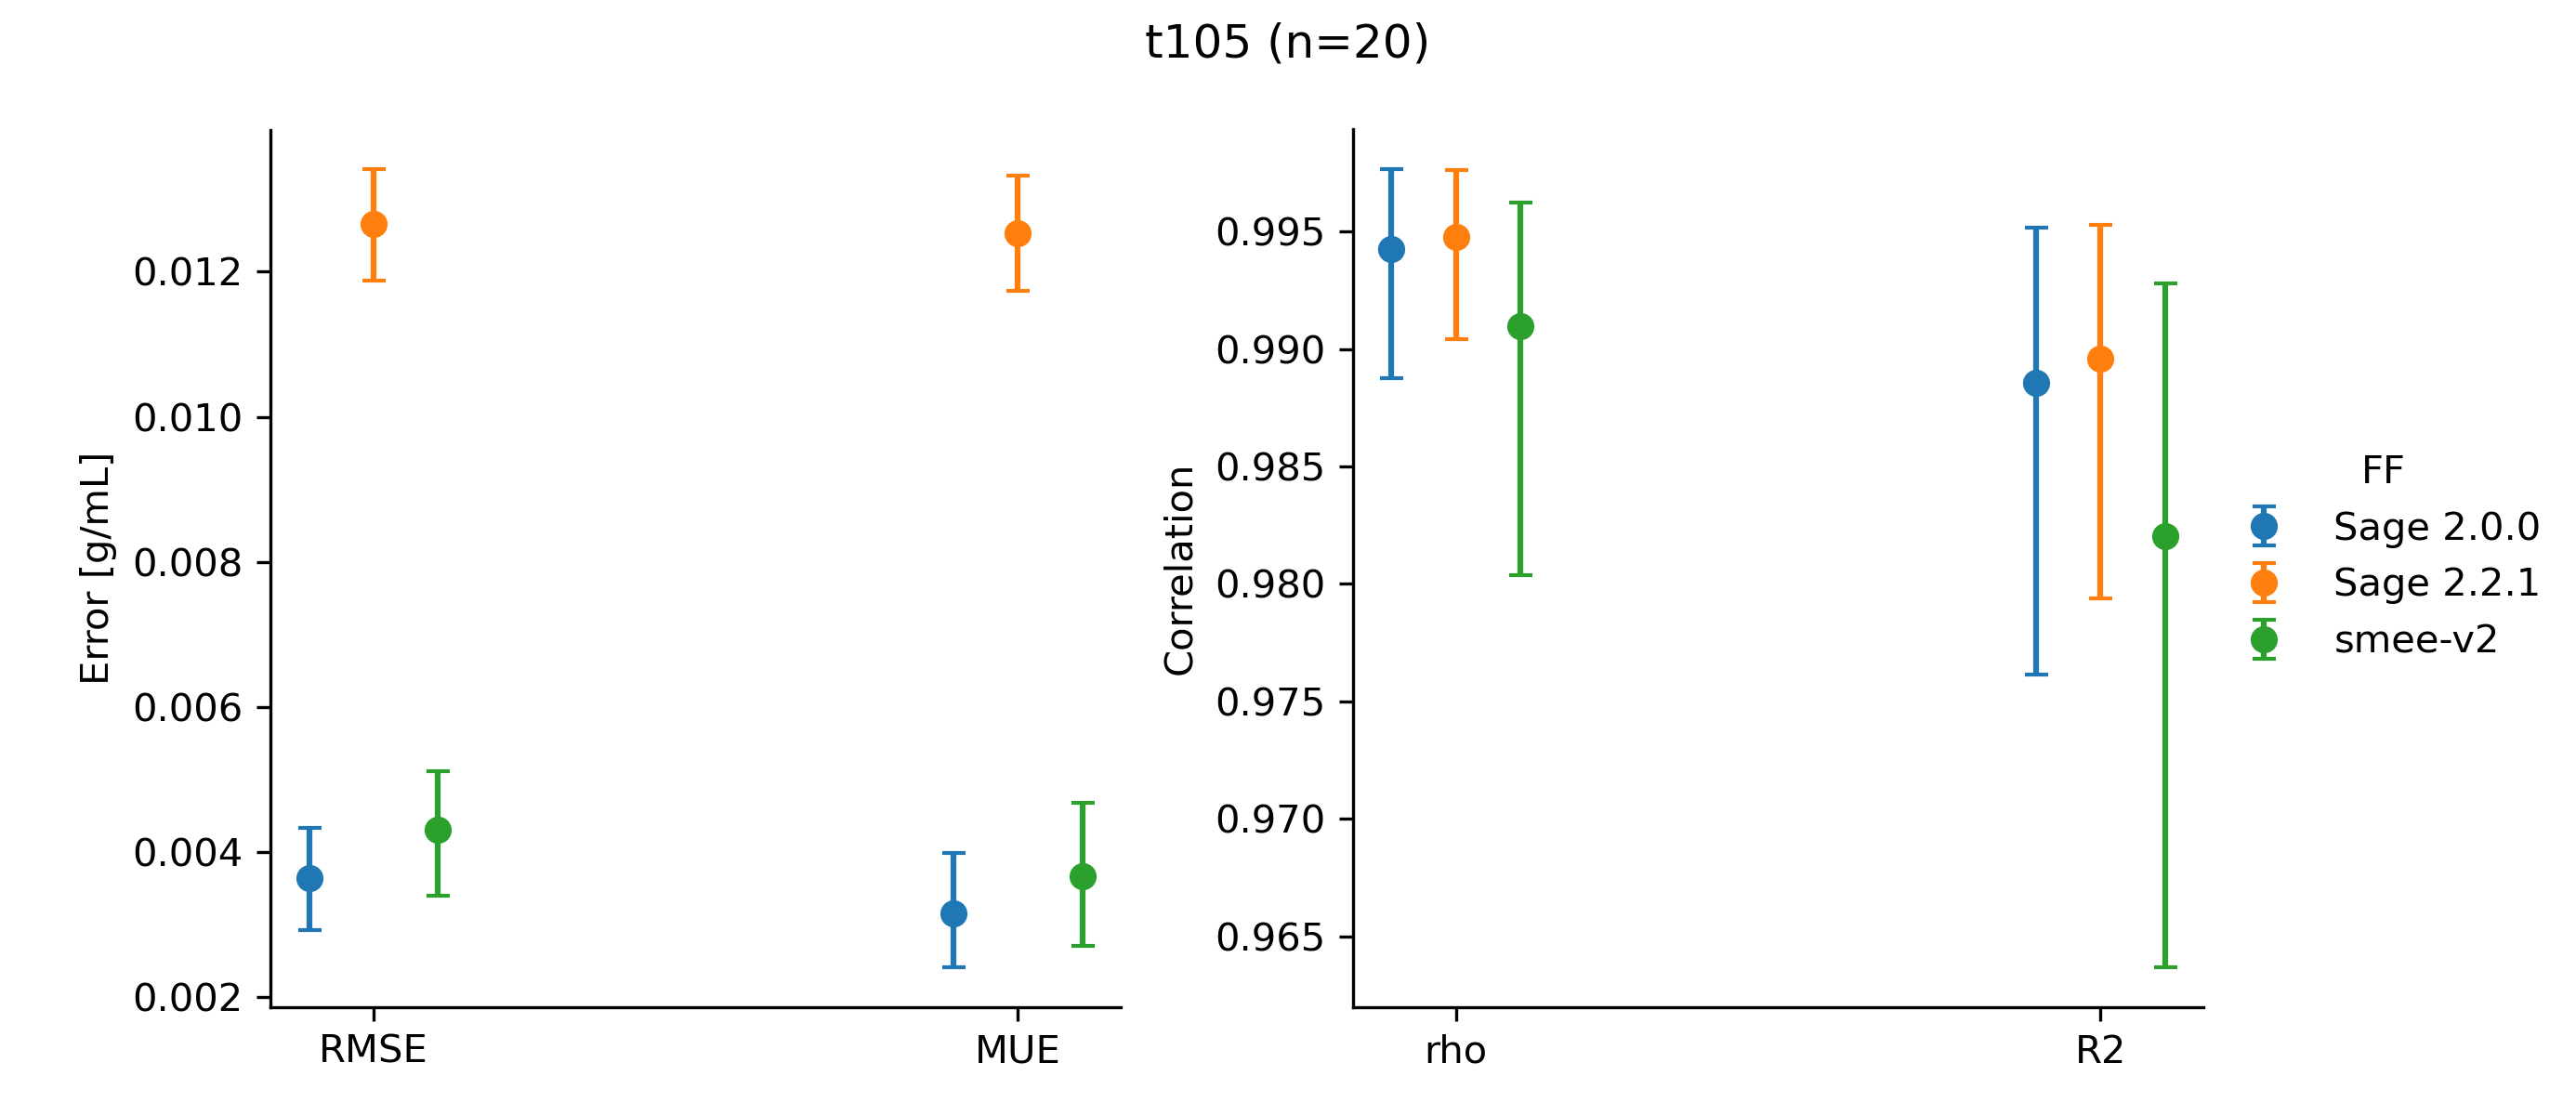 t105 (n=20)
Error [g/mL]
0.012
0.010
0.008
0.006
0.004
0.002
RMSE
MUE
Correlation
0.995
0.990
0.985
0.980
0.975
0.970
0.965
rho
R2
FF
Sage 2.0.0
Sage 2.2.1
smee-v2